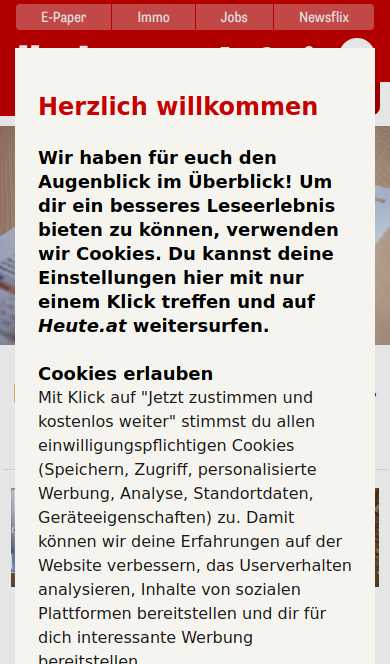 E-Paper
Immo
Jobs
Newsflix
Herzlich willkommen
Wir haben für euch den
Augenblick im Überblick! Um
dir ein besseres Leseerlebnis
bieten zu können, verwenden
wir Cookies. Du kannst deine
Einstellungen hier mit nur
einem Klick treffen und auf
Heute.at weitersurfen.
Cookies erlauben
Mit Klick auf "Jetzt zustimmen und
kostenlos weiter" stimmst du allen
einwilligungspflichtigen Cookies
(Speichern, Zugriff, personalisierte
Werbung, Analyse, Standortdaten,
Geräteeigenschaften) zu. Damit
können wir deine Erfahrungen auf der
Website verbessern, das Userverhalten
analysieren, Inhalte von sozialen
Plattformen bereitstellen und dir für
dich interessante Werbung
bereitstellen